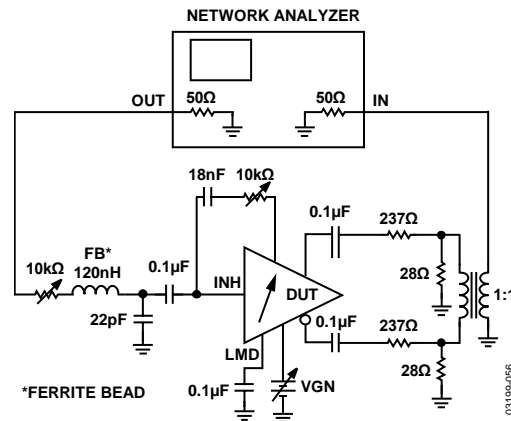 NETWORK ANALYZER
OUT
50Ω
50Ω
IN
18nF
10kΩ
0.1µF
237Ω
FB*
120nH
10kΩ
0.1µF
INH
DUT
28Ω
1:1
22pF
0.1µF
237Ω
LMD
28Ω
0.1µF
VGN
*FERRITE BEAD
03199-056